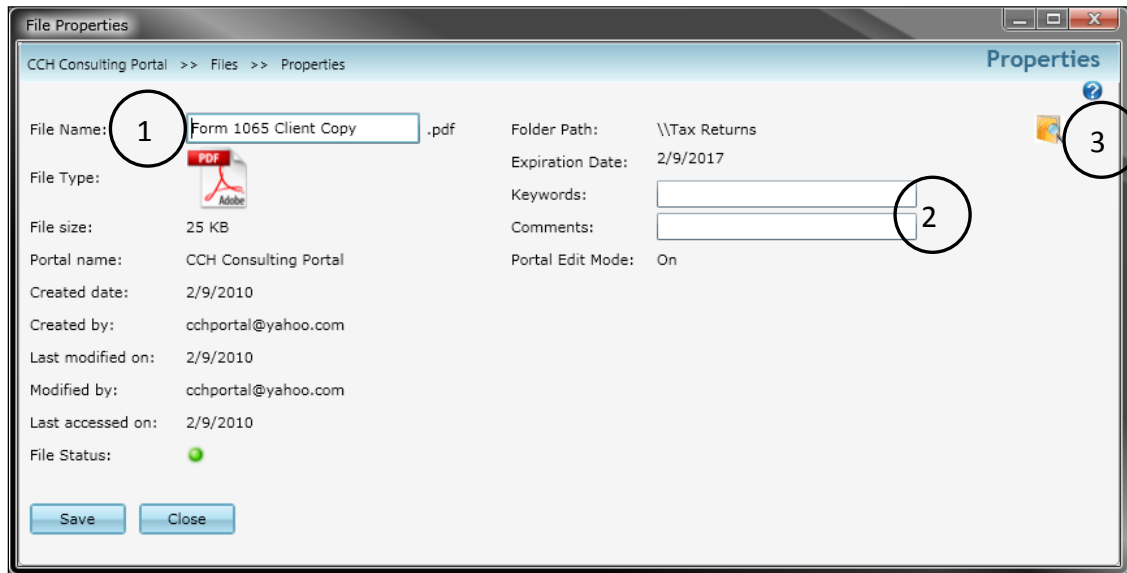 File Properties
CCH Consulting Portal >> Files >> Properties
Properties
?
File Name:
1
Form 1065 Client Copy
.pdf
File Type:
PDF
Adobe
File size:
25 KB
Portal name:
CCH Consulting Portal
Created date:
2/9/2010
Created by:
cchportal@yahoo.com
Last modified on:
2/9/2010
Modified by:
cchportal@yahoo.com
Last accessed on:
2/9/2010
File Status:
Folder Path:
\\Tax Returns
Expiration Date:
2/9/2017
Keywords:
Comments:
2
Portal Edit Mode:
On
3
Save
Close